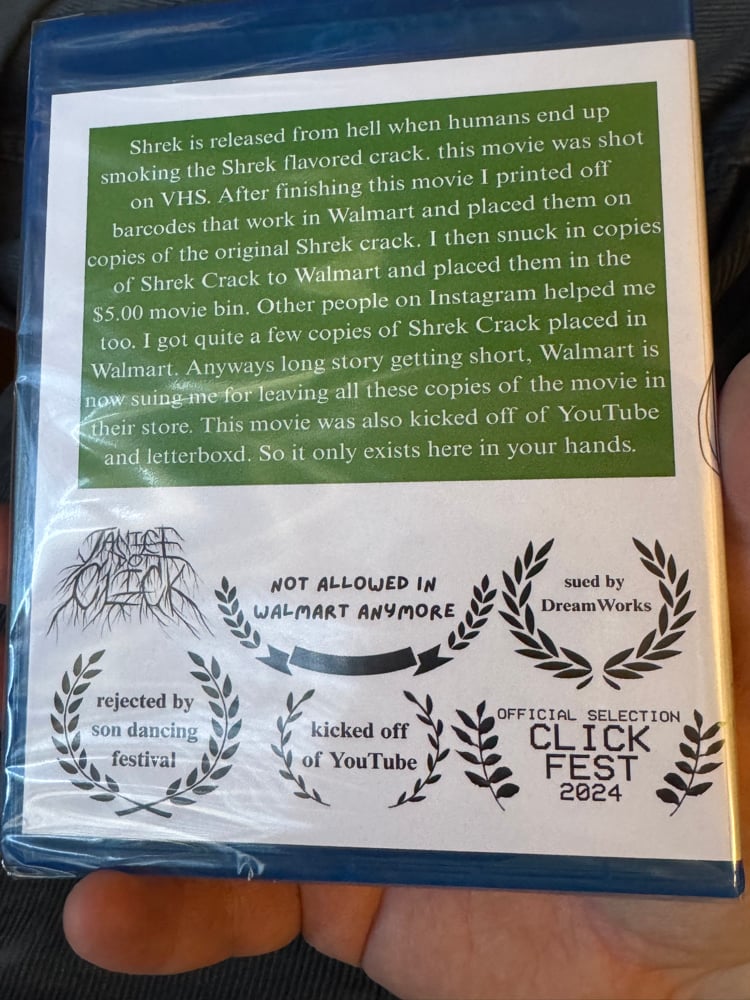 Shrek is released from hell when humans end up
smoking the Shrek flavored crack. this movie was shot
on VHS. After finishing this movie I printed off
barcodes that work in Walmart and placed them on
copies of the original Shrek crack. I then snuck in copies
of Shrek Crack to Walmart and placed them in the
$5.00 movie bin. Other people on Instagram helped me
too. I got quite a few copies of Shrek Crack placed in
Walmart. Anyways long story getting short, Walmart is
now suing me for leaving all these copies of the movie in
their store. This movie was also kicked off of YouTube
and letterboxd. So it only exists here in your hands.
JANICE
CLICK
NOT ALLOWED IN
WALMART ANYMORE
sued by
DreamWorks
rejected by
son dancing
festival
kicked off
of YouTube
OFFICIAL SELECTION
CLICK
FEST
2024